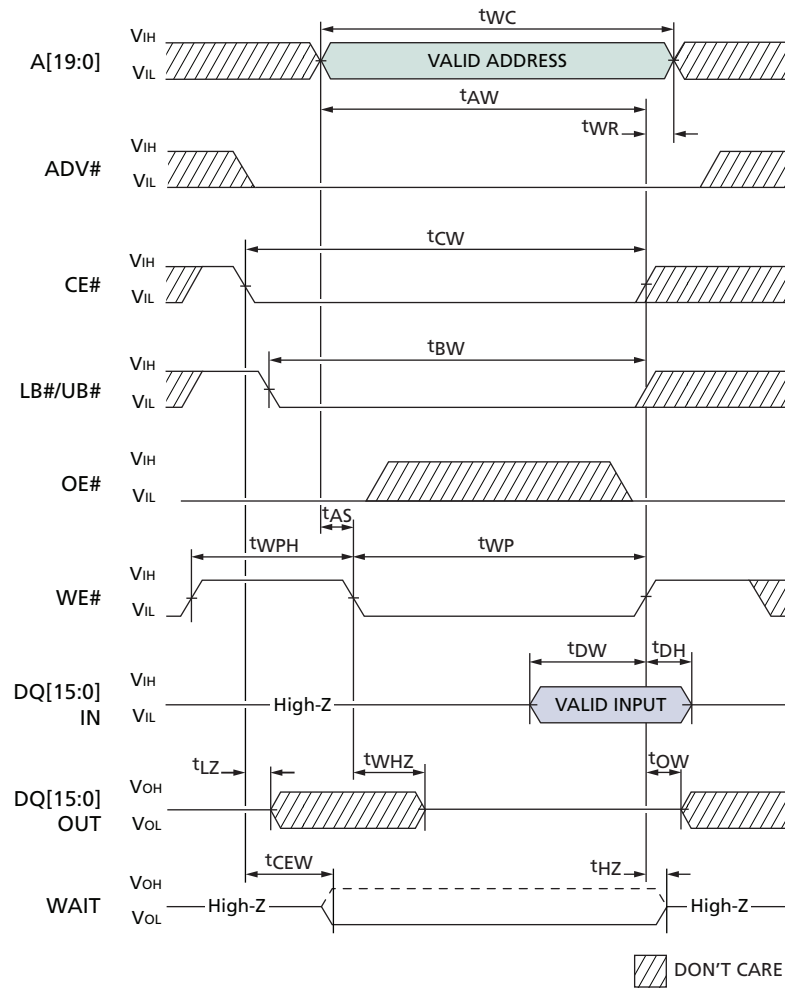 tWC
VIH
A[19:0]
VALID ADDRESS
VIL
tAW
tWR
VIH
ADV#
VIL
tCW
VIH
CE#
VIL
tBW
VIH
LB#/UB#
VIL
VIH
OE#
VIL
tAS
tWPH
tWP
VIH
WE#
VIL
tDW
tDH
VIH
DQ[15:0]
IN
High-Z
VALID INPUT
VIL
tLZ
tWHZ
tOW
VOH
DQ[15:0]
OUT
VOL
tCEW
tHZ
VOH
WAIT
High-Z
High-Z
VOL
DON'T CARE